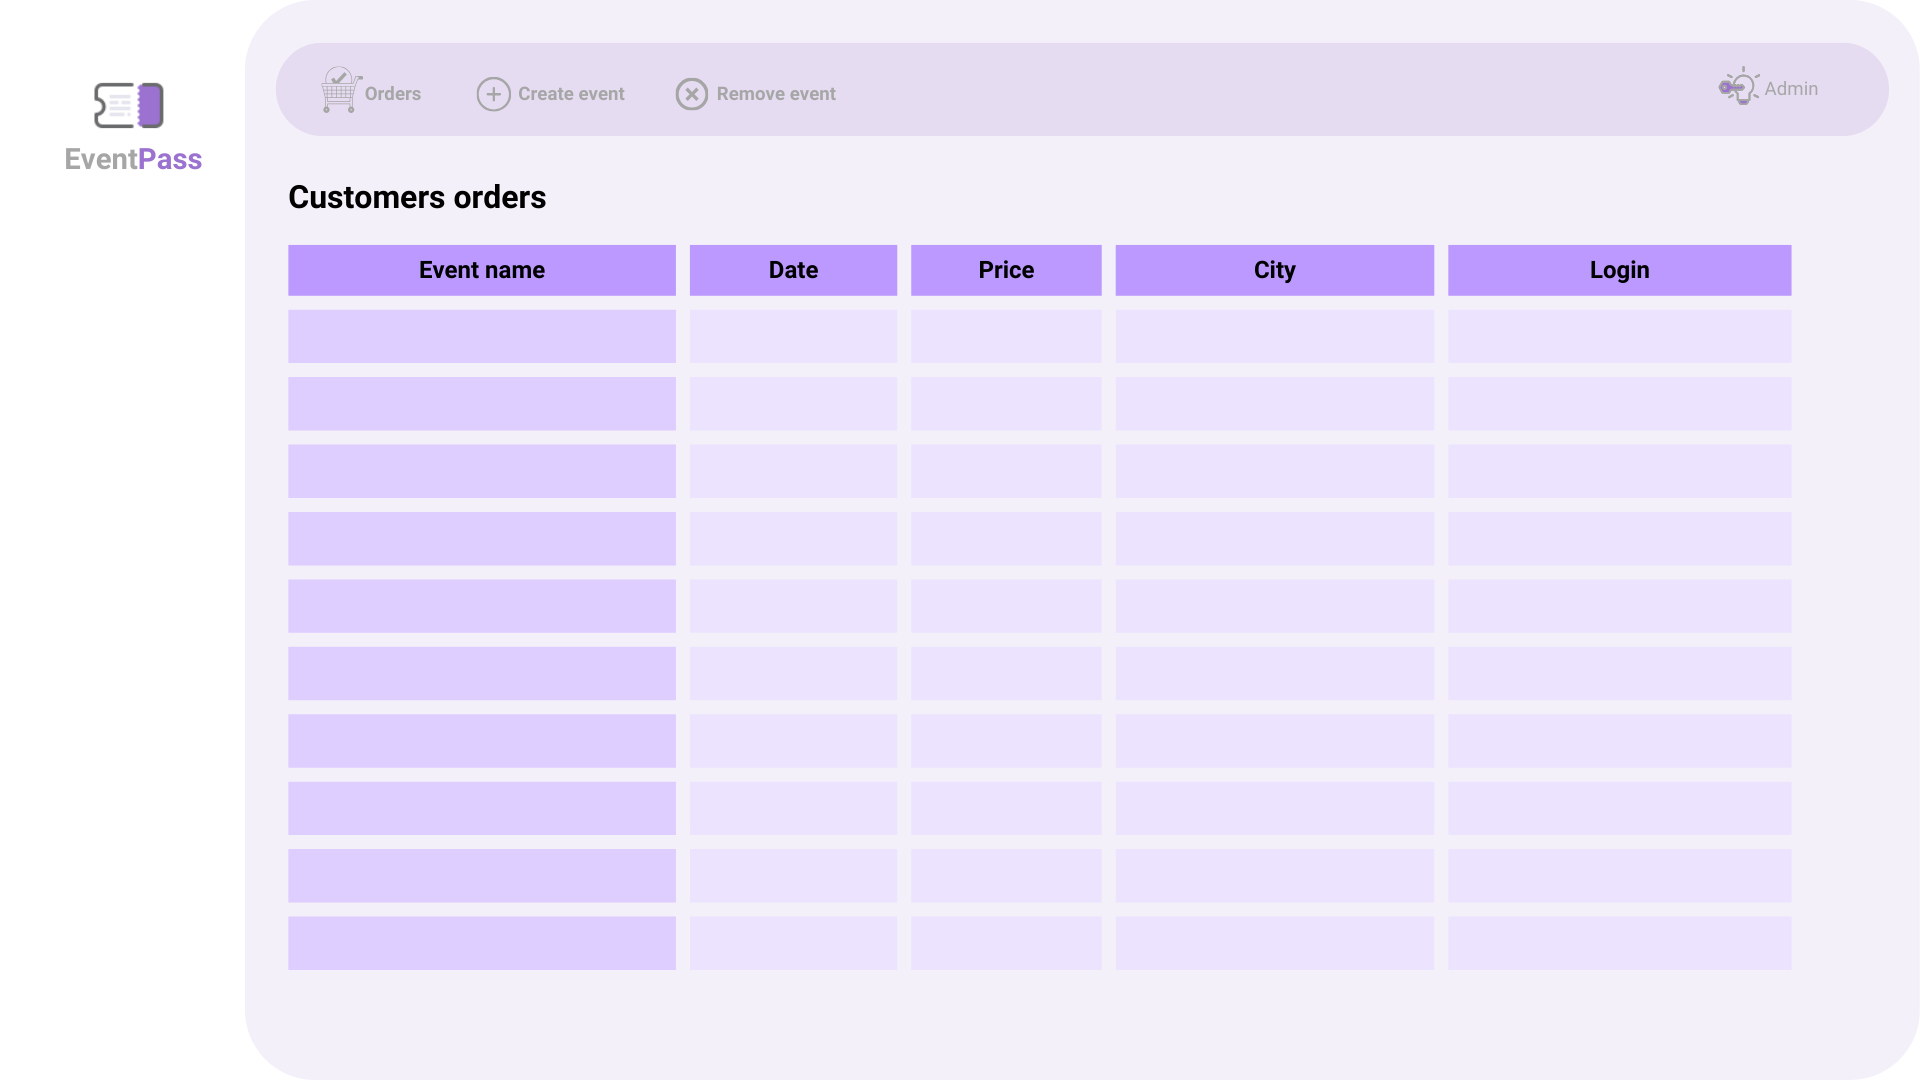 Orders
Create event
Remove event
Admin
EventPass
Customers orders
Event name
Date
Price
City
Login